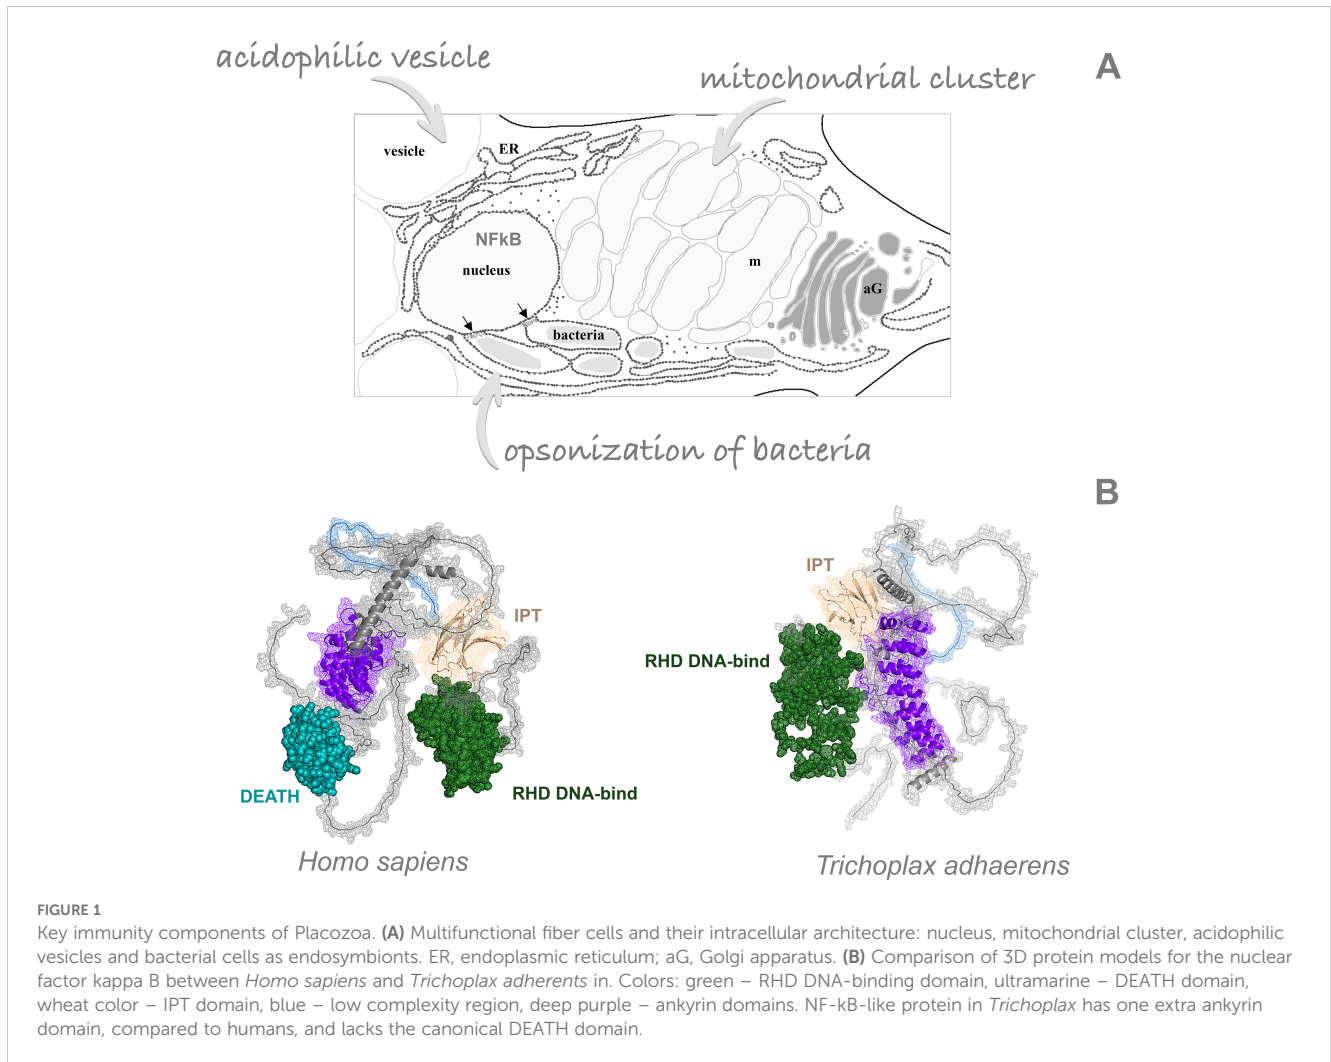 acidophilic vesicle
mitochondrial cluster
A
vesicle
ER
*
NFkB
nucleus
m
aG
bacteria
opsonization of bacteria
B
IPT
IPT
RHD DNA-bind
DEATH
RHD DNA-bind
Homo sapiens
Trichoplax adhaerens
FIGURE 1
Key immunity components of Placozoa. (A) Multifunctional fiber cells and their intracellular architecture: nucleus, mitochondrial cluster, acidophilic
vesicles and bacterial cells as endosymbionts. ER, endoplasmic reticulum; aG, Golgi apparatus. (B) Comparison of 3D protein models for the nuclear
factor kappa B between Homo sapiens and Trichoplax adherents in. Colors: green – RHD DNA-binding domain, ultramarine – DEATH domain,
wheat color – IPT domain, blue – low complexity region, deep purple – ankyrin domains. NF-kB-like protein in Trichoplax has one extra ankyrin
domain, compared to humans, and lacks the canonical DEATH domain.